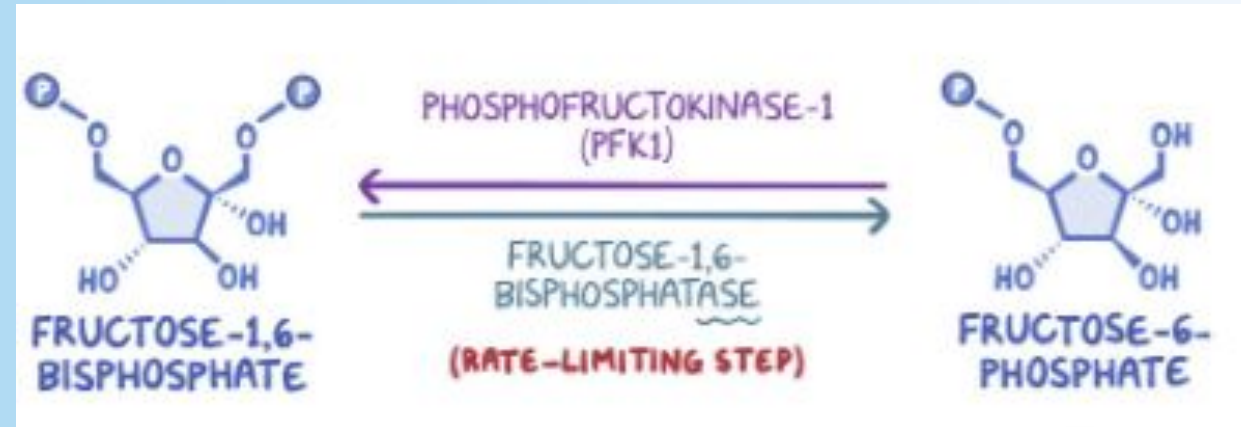 P
P
O
O
O
OH
HO
OH
FRUCTOSE-1,6-
BISPHOSPHATE
PHOSPHOFRUCTOKINASE-1
(PFK1)
FRUCTOSE-1,6-
BISPHOSPHATASE
(RATE-LIMITING STEP)
P
O
OH
O
OH
HO
OH
FRUCTOSE-6-
PHOSPHATE